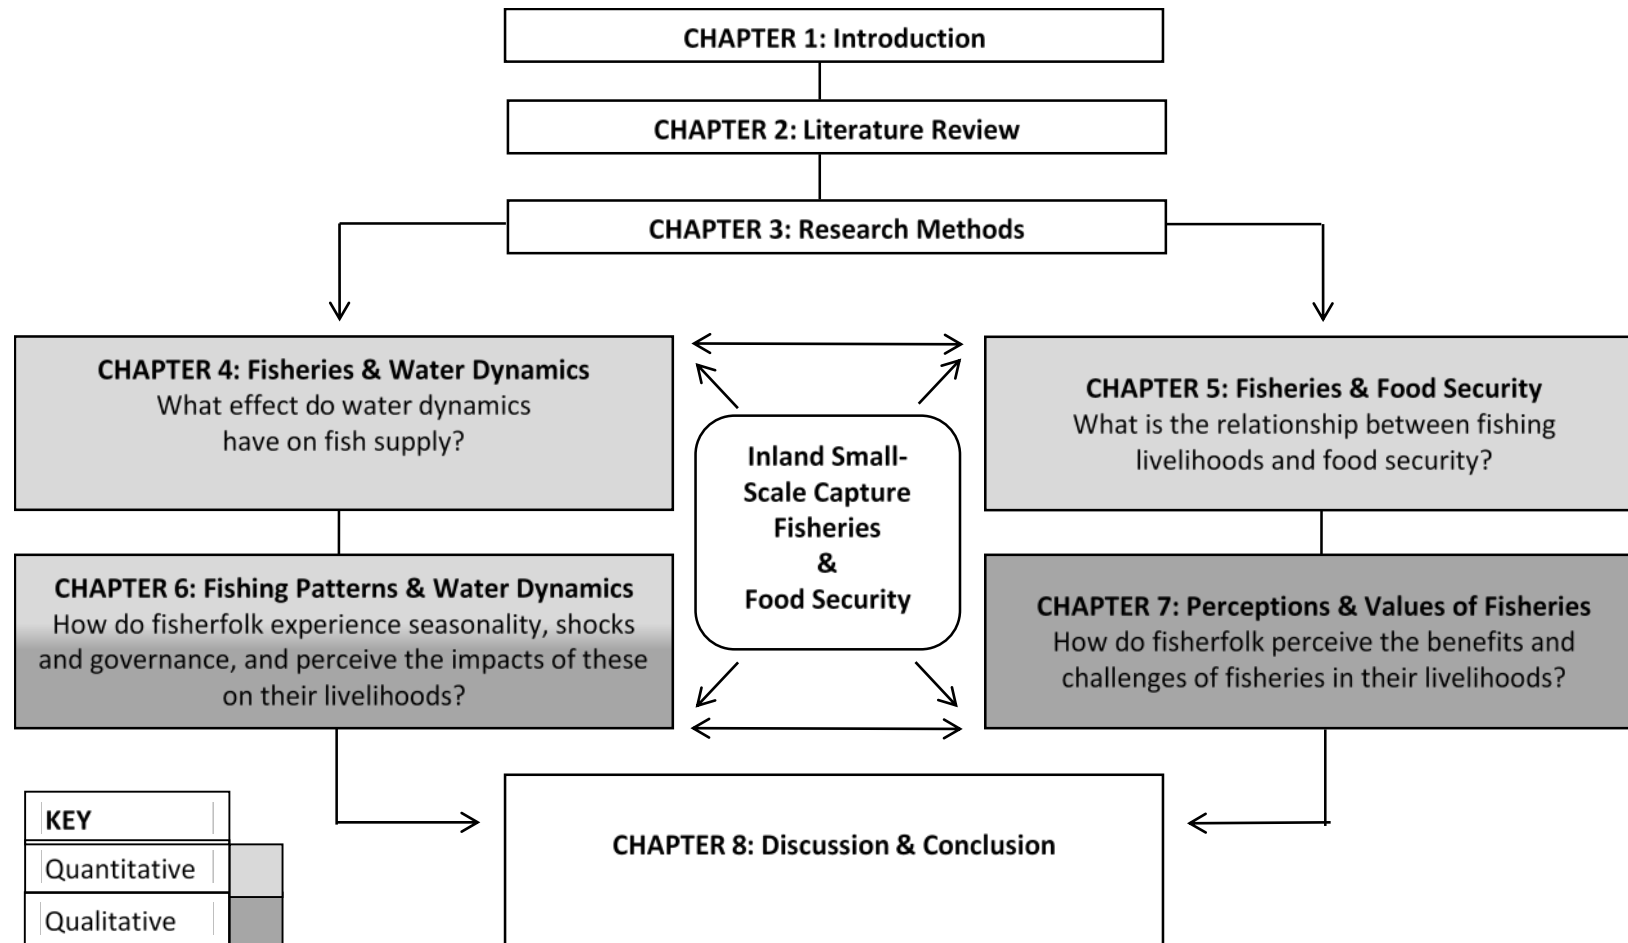 CHAPTER 1: Introduction
CHAPTER 2: Literature Review
CHAPTER 3: Research Methods
CHAPTER 4: Fisheries & Water Dynamics
What effect do water dynamics
have on fish supply?
CHAPTER 5: Fisheries & Food Security
What is the relationship between fishing
livelihoods and food security?
Inland Small-
Scale Capture
Fisheries
&
Food Security
CHAPTER 6: Fishing Patterns & Water Dynamics
How do fisherfolk experience seasonality, shocks
and governance, and perceive the impacts of these
on their livelihoods?
CHAPTER 7: Perceptions & Values of Fisheries
How do fisherfolk perceive the benefits and
challenges of fisheries in their livelihoods?
CHAPTER 8: Discussion & Conclusion
KEY
Quantitative
Qualitative